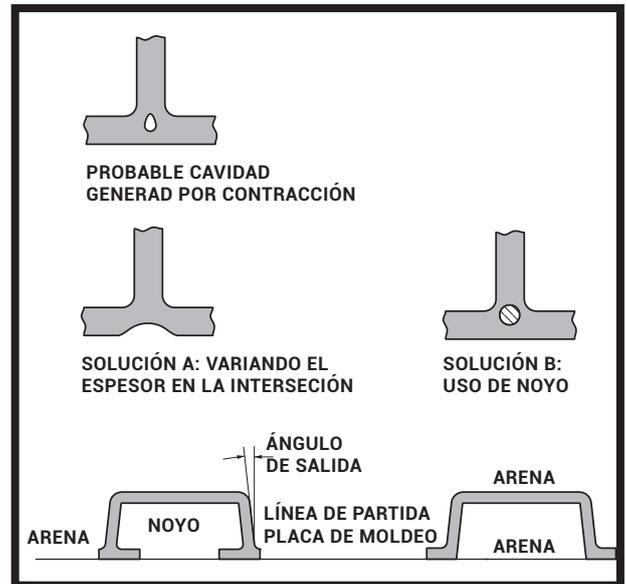 PROBABLE CAVIDAD
GENERAD POR CONTRACCIÓN
SOLUCIÓN A: VARIANDO EL
ESPESOR EN LA INTERSECIÓN
SOLUCIÓN B:
USO DE NOYO
ÁNGULO
DE SALIDA
ARENA
NOYO
LÍNEA DE PARTIDA
PLACA DE MOLDEO
ARENA
ARENA